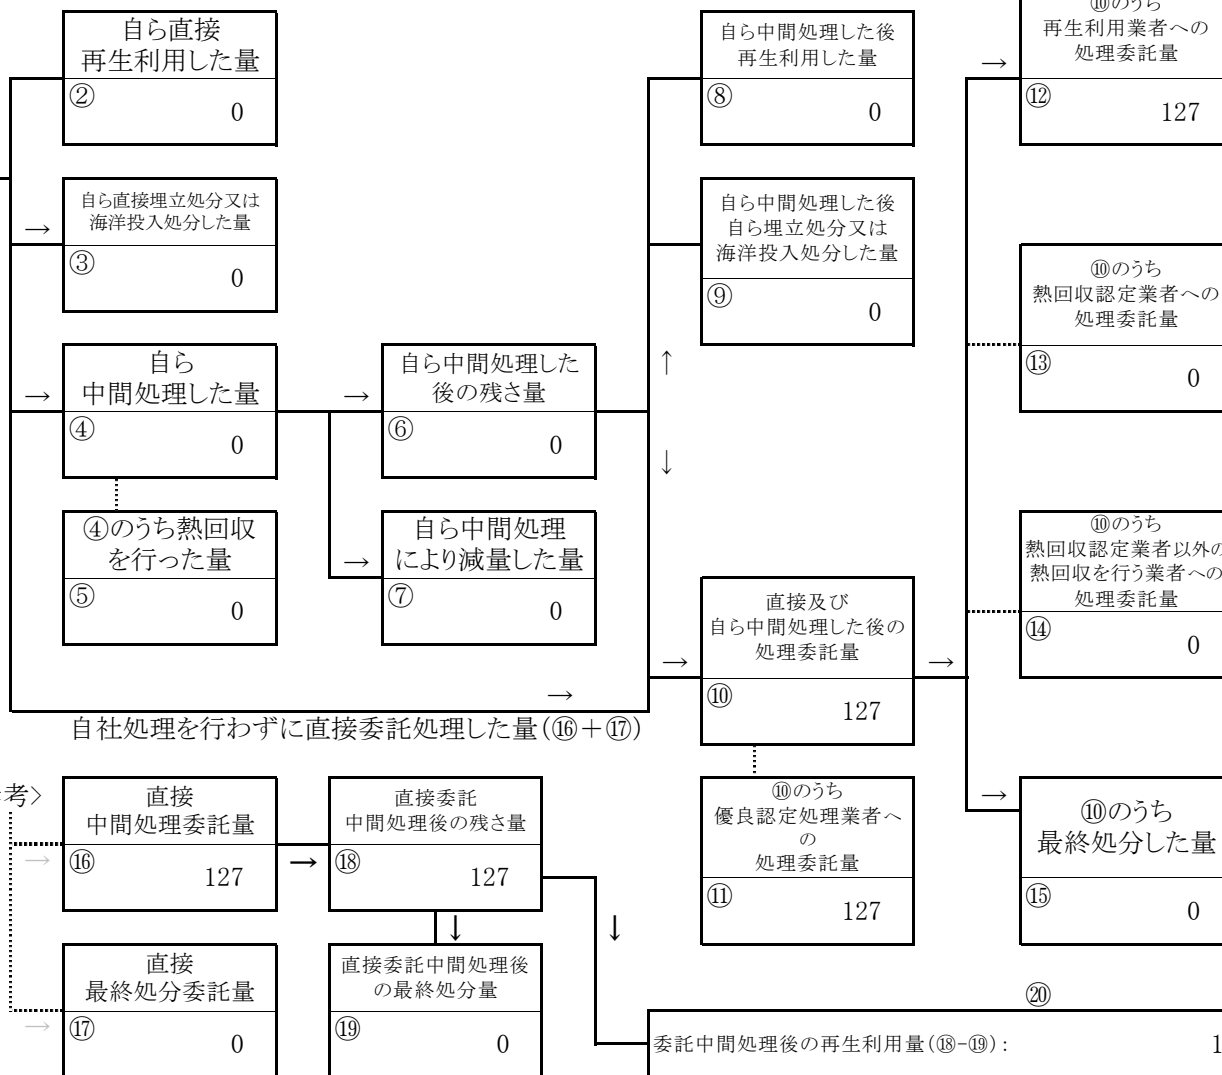 自ら直接
再生利用した量
②
0
→
自ら直接埋立処分又は
海洋投入処分した量
③
0
→
自ら
中間処理した量
④
0
④のうち熱回収
を行った量
⑤
0
→
自ら中間処理した
後の残さ量
⑥
0
→
自ら中間処理
により減量した量
⑦
0
自ら中間処理した後
再生利用した量
⑧
0
自ら中間処理した後
自ら埋立処分又は
海洋投入処分した量
⑨
0
↑
↓
→
直接及び
自ら中間処理した後の
処理委託量
⑩
127
⑩のうち
優良認定処理業者へ
の
処理委託量
⑪
127
→
→
⑩のうち
再生利用業者への
処理委託量
⑫
127
⑩のうち
熱回収認定業者への
処理委託量
⑬
0
⑩のうち
熱回収認定業者以外の
熱回収を行う業者への
処理委託量
⑭
0
→
⑩のうち
最終処分した量
⑮
0
→
自社処理を行わずに直接委託処理した量(⑯+⑰)
考〉
→
直接
中間処理委託量
⑯
127
→
直接委託
中間処理後の残さ量
⑱
127
↓
↓
→
直接
最終処分委託量
⑰
0
直接委託中間処理後
の最終処分量
⑲
0
⑳
委託中間処理後の再生利用量(⑱-⑲):
1